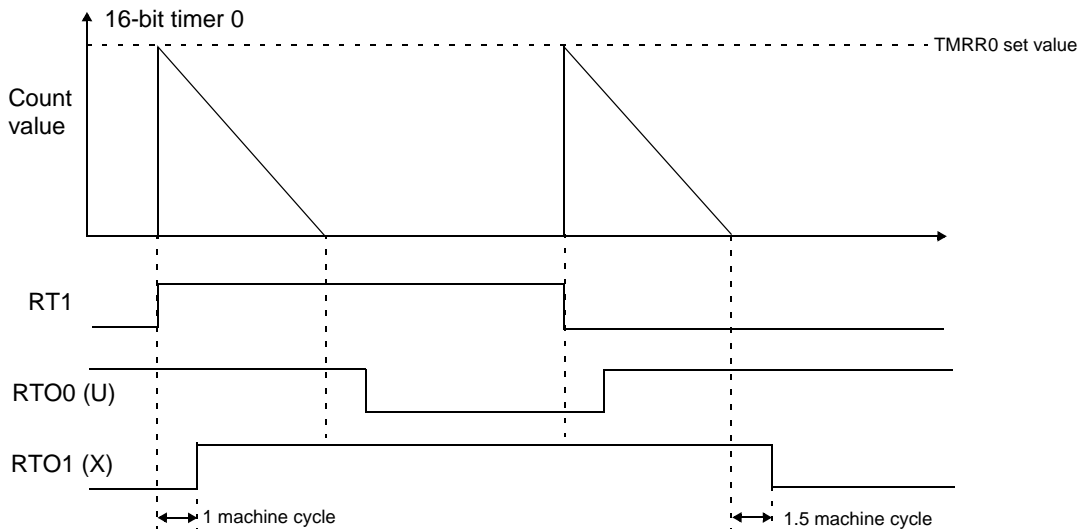 16-bit timer 0
TMRR0 set value
Count
value
RT1
RTO0 (U)
RTO1 (X)
1 machine cycle
1.5 machine cycle